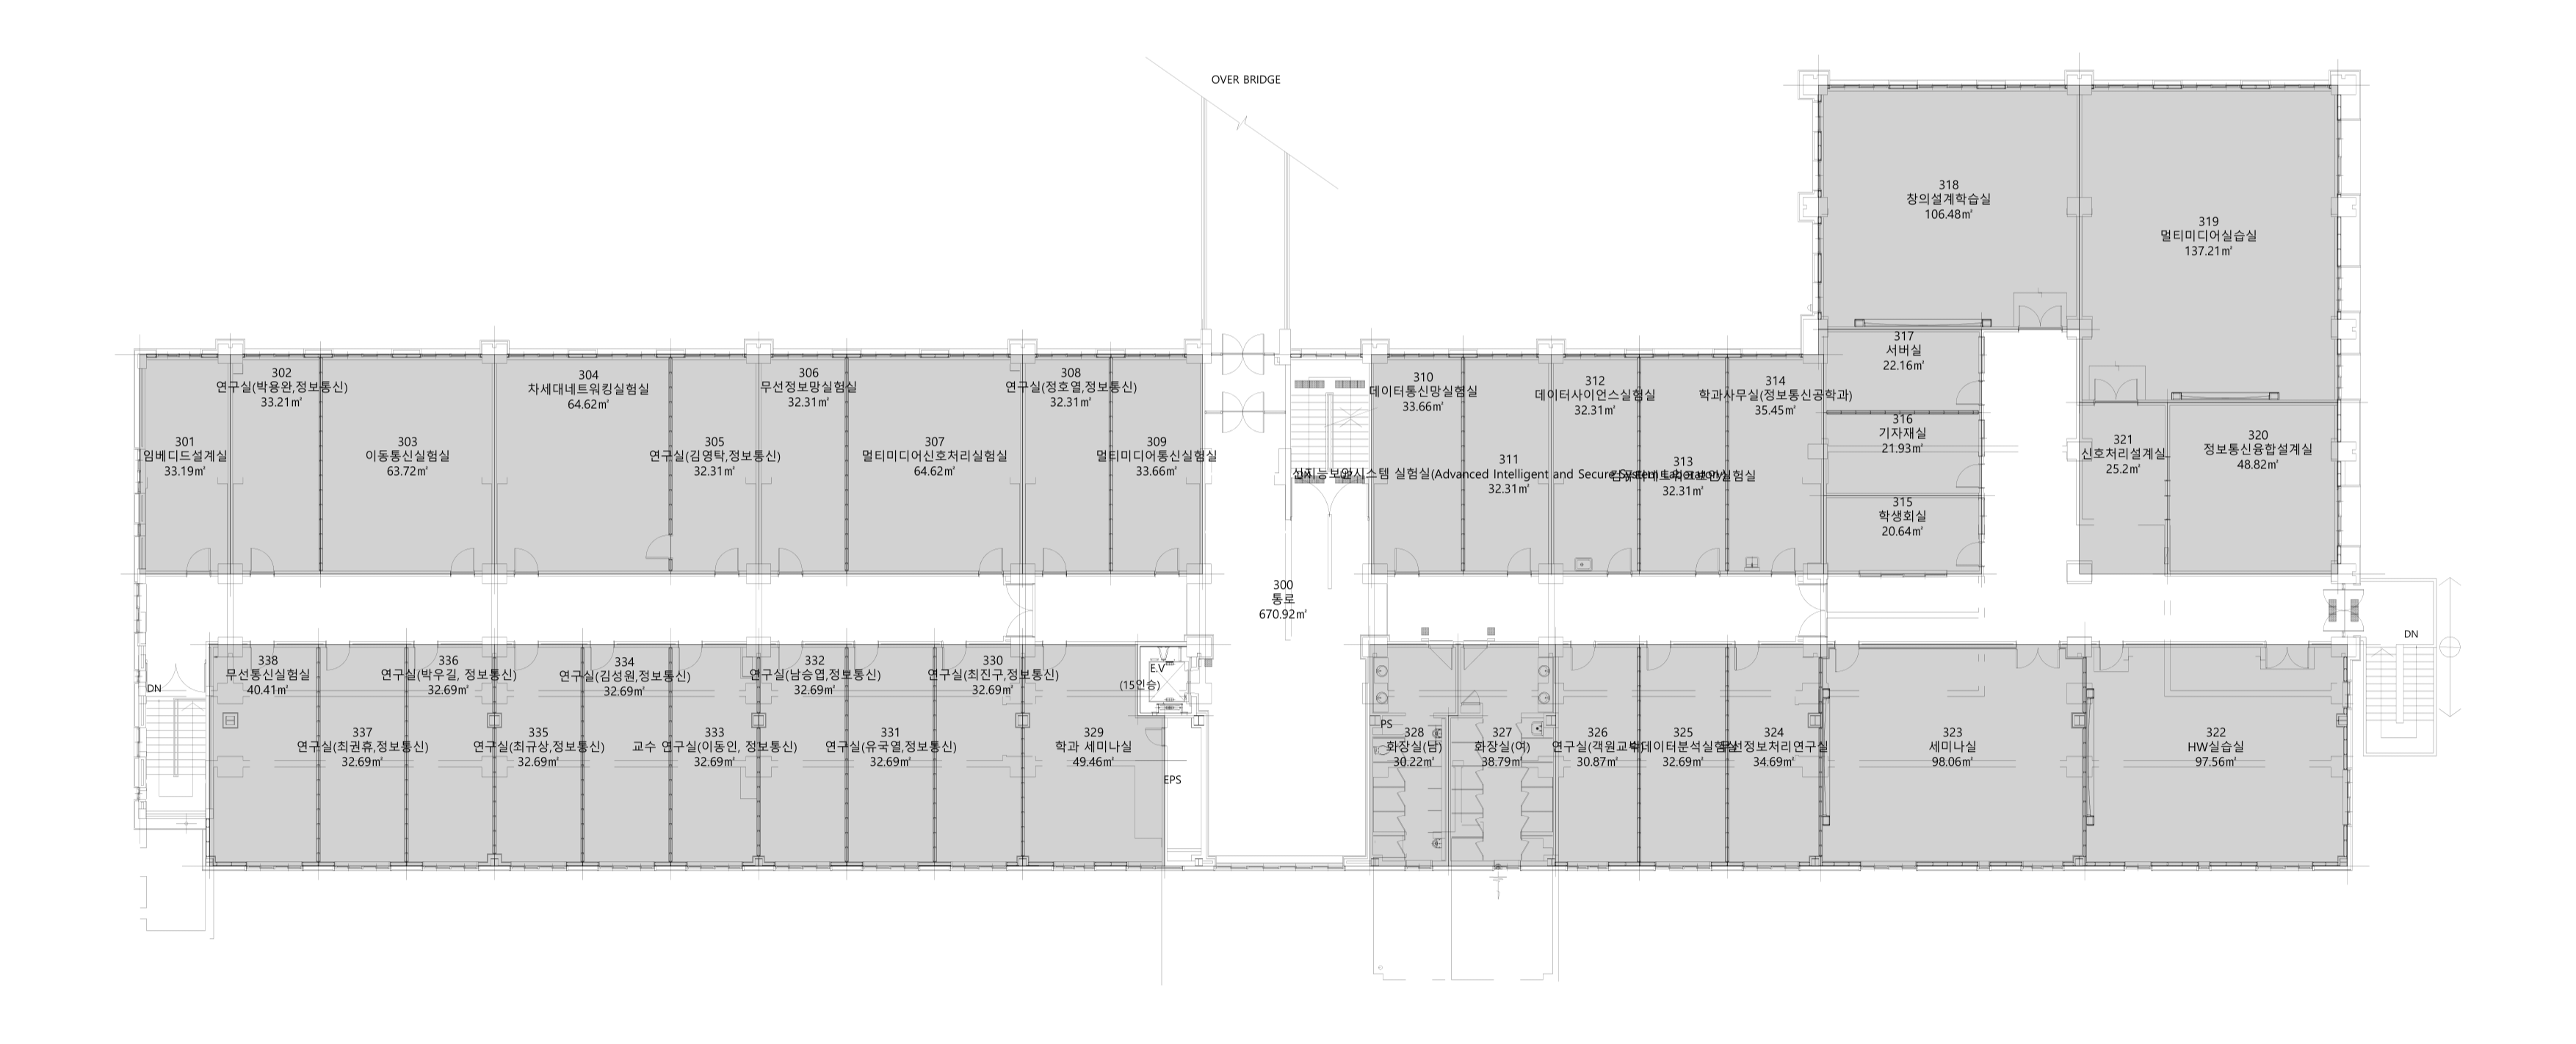 OVER BRIDGE
318
창의설계학습실
106.48㎡
319
멀티미디어실습실
137.21㎡
317
서버실
22.16㎡
302
연구실(박용완,정보통신)
33.21㎡
304
차세대네트워킹실험실
64.62㎡
306
무선정보망실험실
32.31㎡
308
연구실(정호열,정보통신)
32.31㎡
310
데이터통신망실험실
33.66㎡
312
데이터사이언스실험실
32.31㎡
314
학과사무실(정보통신공학과)
35.45㎡
316
기자재실
21.93㎡
301
임베디드설계실
33.19㎡
303
이동통신실험실
63.72㎡
305
연구실(김영탁,정보통신)
32.31㎡
307
멀티미디어신호처리실험실
64.62㎡
309
멀티미디어통신실험실
33.66㎡
311
시스템 실험실(Advanced Intelligent and Secure
32.31㎡
313
32.31㎡
321
신호처리설계실
25.2㎡
320
정보통신융합설계실
48.82㎡
315
학생회실
20.64㎡
300
통로
670.92㎡
DN
338
무선통신실험실
40.41㎡
336
연구실(박우길, 정보통신)
32.69㎡
334
연구실(김성원,정보통신)
32.69㎡
332
연구실(남승엽,정보통신)
32.69㎡
330
연구실(최진구,정보통신)
32.69㎡
E.V
(15인승)
DN
PS
337
연구실(최권휴,정보통신)
32.69㎡
335
연구실(최규상,정보통신)
32.69㎡
333
교수 연구실(이동인, 정보통신)
32.69㎡
331
연구실(유국열,정보통신)
32.69㎡
329
학과 세미나실
49.46㎡
EPS
328
화장실(남)
30.22㎡
327
화장실(여)
38.79㎡
326
연구실(객원교수)
30.87㎡
325
데이터분석실험실
32.69㎡
324
무선정보처리연구실
34.69㎡
323
세미나실
98.06㎡
322
HW실습실
97.56㎡